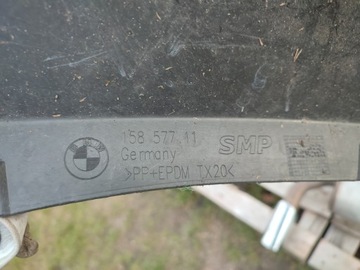 158 577 11 SMP
Germany
>PP+EPDM TX20<